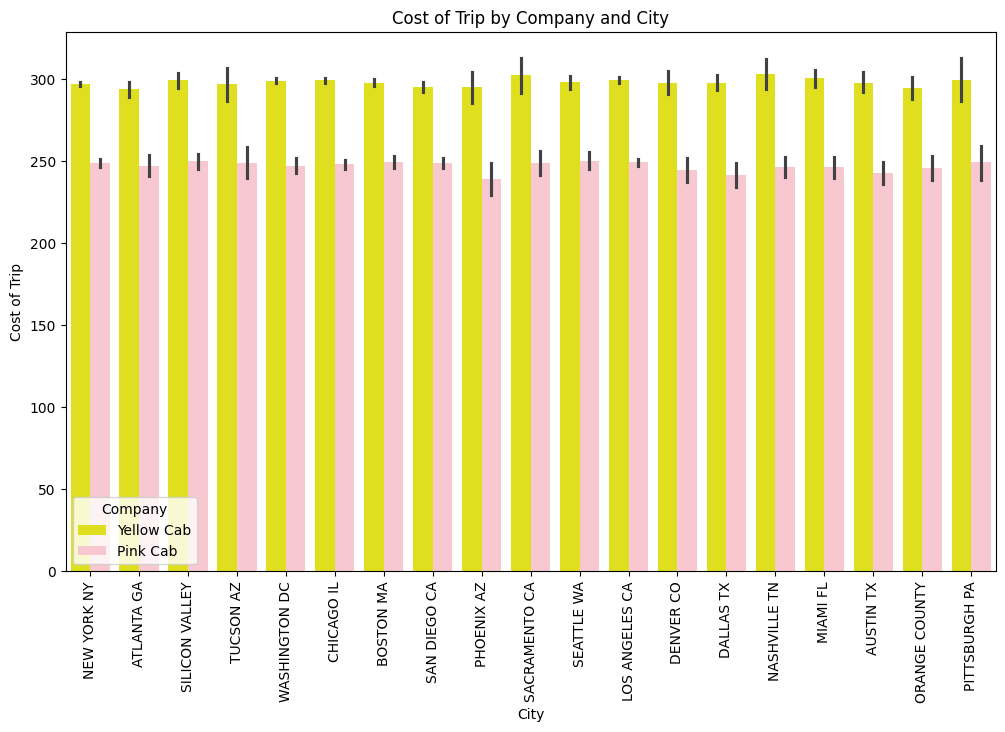 Cost of Trip by Company and City
Cost of Trip
300
250
200
150
100
50
0
Company
Yellow Cab
Pink Cab
NEW YORK NY
ATLANTA GA
SILICON VALLEY
TUCSON AZ
WASHINGTON DC
CHICAGO IL
BOSTON MA
SAN DIEGO CA
PHOENIX AZ
SACRAMENTO CA
SEATTLE WA
LOS ANGELES CA
DENVER CO
DALLAS TX
NASHVILLE TN
MIAMI FL
AUSTIN TX
ORANGE COUNTY
PITTSBURGH PA
City